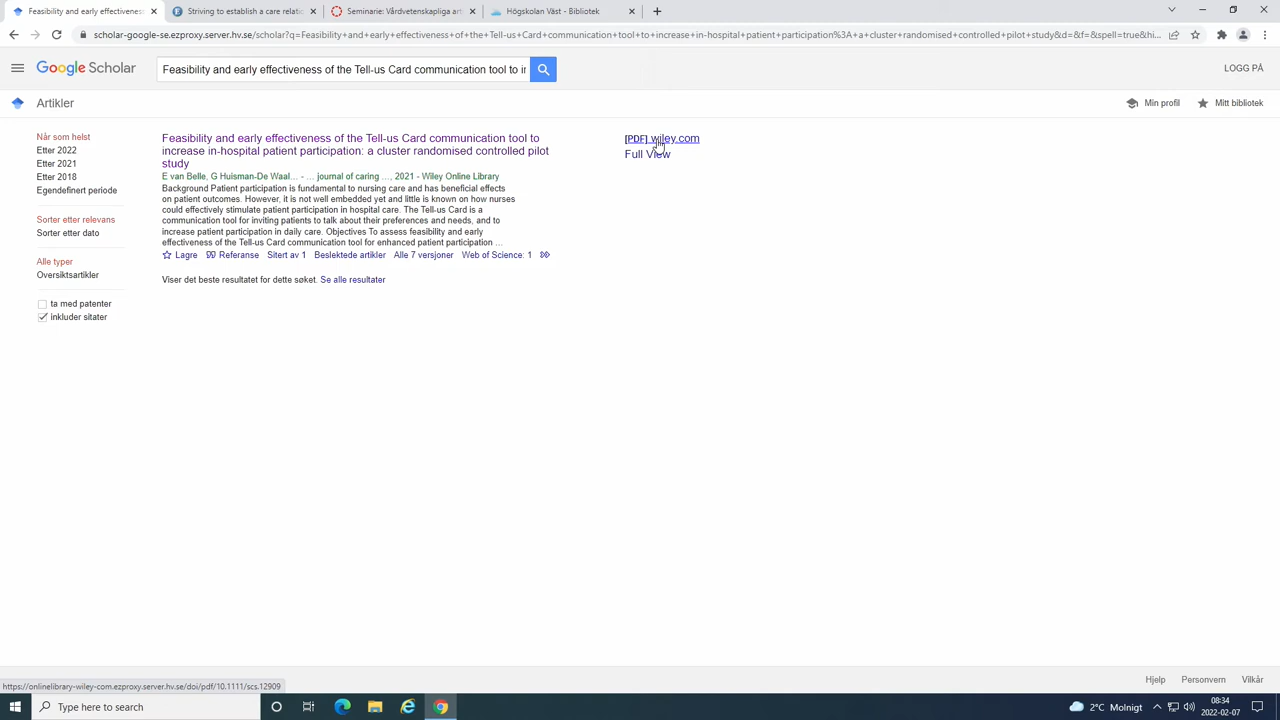 Feasibility and early effectiveness
Striving to establish a care relati
Seminarie: Vårdvetenskapliga art
Högskolan Väst - Bibliotek
scholar-google-se.ezproxy.server.hv.se/scholar?q=Feasibility+and+early+effectiveness+of+the+Tell-us+Card+communication+tool+to+increase+in-hospital+patient+participation%3A+a+cluster+randomised+controlled+pilot+study&d=&f=&spell=true&hi...
Google Scholar
Feasibility and early effectiveness of the Tell-us Card communication tool to ir
LOGG PÅ
Artikler
Min profil
Mitt bibliotek
Når som helst
Etter 2022
Etter 2021
Etter 2018
Egendefinert periode
Sorter etter relevans
Sorter etter dato
Alle typer
Oversiktsartikler
ta med patenter
inkluder sitater
Feasibility and early effectiveness of the Tell-us Card communication tool to
increase in-hospital patient participation: a cluster randomised controlled pilot
study
E van Belle, G Huisman-De Waal... - ... journal of caring ..., 2021 - Wiley Online Library
Background Patient participation is fundamental to nursing care and has beneficial effects
on patient outcomes. However, it is not well embedded yet and little is known on how nurses
could effectively stimulate patient participation in hospital care. The Tell-us Card is a
communication tool for inviting patients to talk about their preferences and needs, and to
increase patient participation in daily care. Objectives To assess feasibility and early
effectiveness of the Tell-us Card communication tool for enhanced patient participation ...
Lagre Referanse Sitert av 1 Beslektede artikler Alle 7 versjoner Web of Science: 1
Viser det beste resultatet for dette søket. Se alle resultater
[PDF] wiley.com
Full View
Hjelp
Personvern
Vilkår
https://onlinelibrary-wiley-com.ezproxy.server.hv.se/doi/pdf/10.1111/scs.12909
Type here to search
2°C Molnigt
08:34
2022-02-07